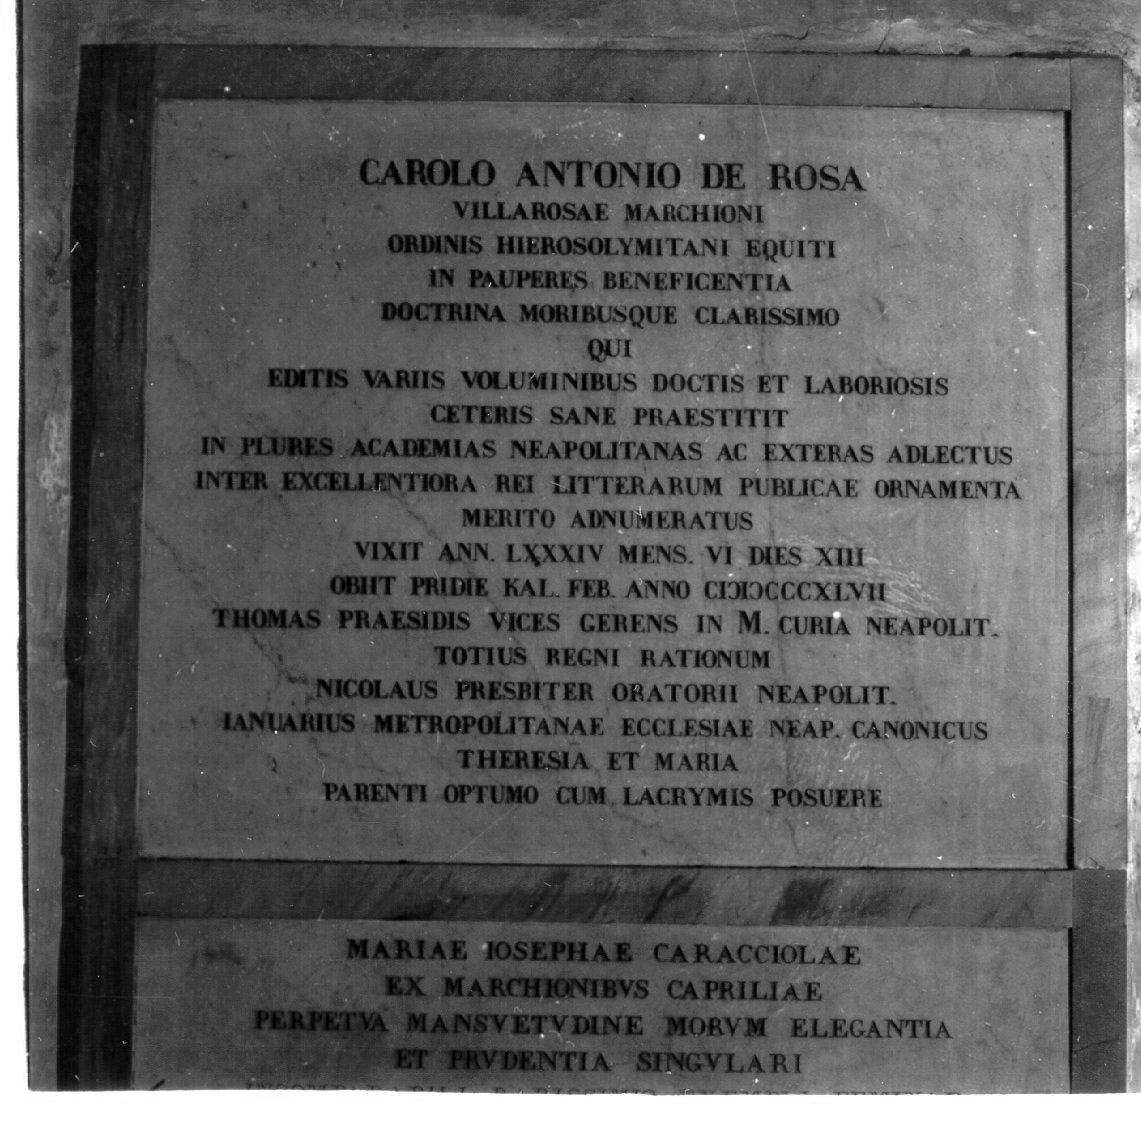 CAROLO ANTONIO DE ROSA
VILLAROSAE MARCHIONI
ORDINIS HIEROSOLYMITANI EQUITI
IN PAUPERES BENEFICENTIA
DOCTRINA MORIBUSQUE CLARISSIMO
QUI
EDITIS VARIIS VOLUMINIBUS DOCTIS ET LABORIOSIS
CETERIS SANE PRAESTITIT
IN PLURES ACADEMIAS NEAPOLITANAS AC EXTERAS ADLECTUS
INTER EXCELLENTIORA REI LITTERARUM PUBLICAE ORNAMENTA
MERITO ADNUMERATUS
VIXIT ANN. LXXXIV MENS. VI DIES XIII
OBIIT PRIDIE KAL. FEB. ANNO CIƆIƆCCCXLVII
THOMAS PRAESIDIS VICES GERENS IN M. CURIA NEAPOLIT.
TOTIUS REGNI RATIONUM
NICOLAUS PRESBITER ORATORII NEAPOLIT.
IANUARIUS METROPOLITANAE ECCLESIAE NEAP. CANONICUS
THERESIA ET MARIA
PARENTI OPTUMO CUM LACRYMIS POSUERE
MARIAE IOSEPHAE CARACCIOLAE
EX MARCHIONIBVS CAPRILIAE
PERPETVA MANSVETVDINE MORVM ELEGANTIA
ET PRVDENTIA SINGVLARI